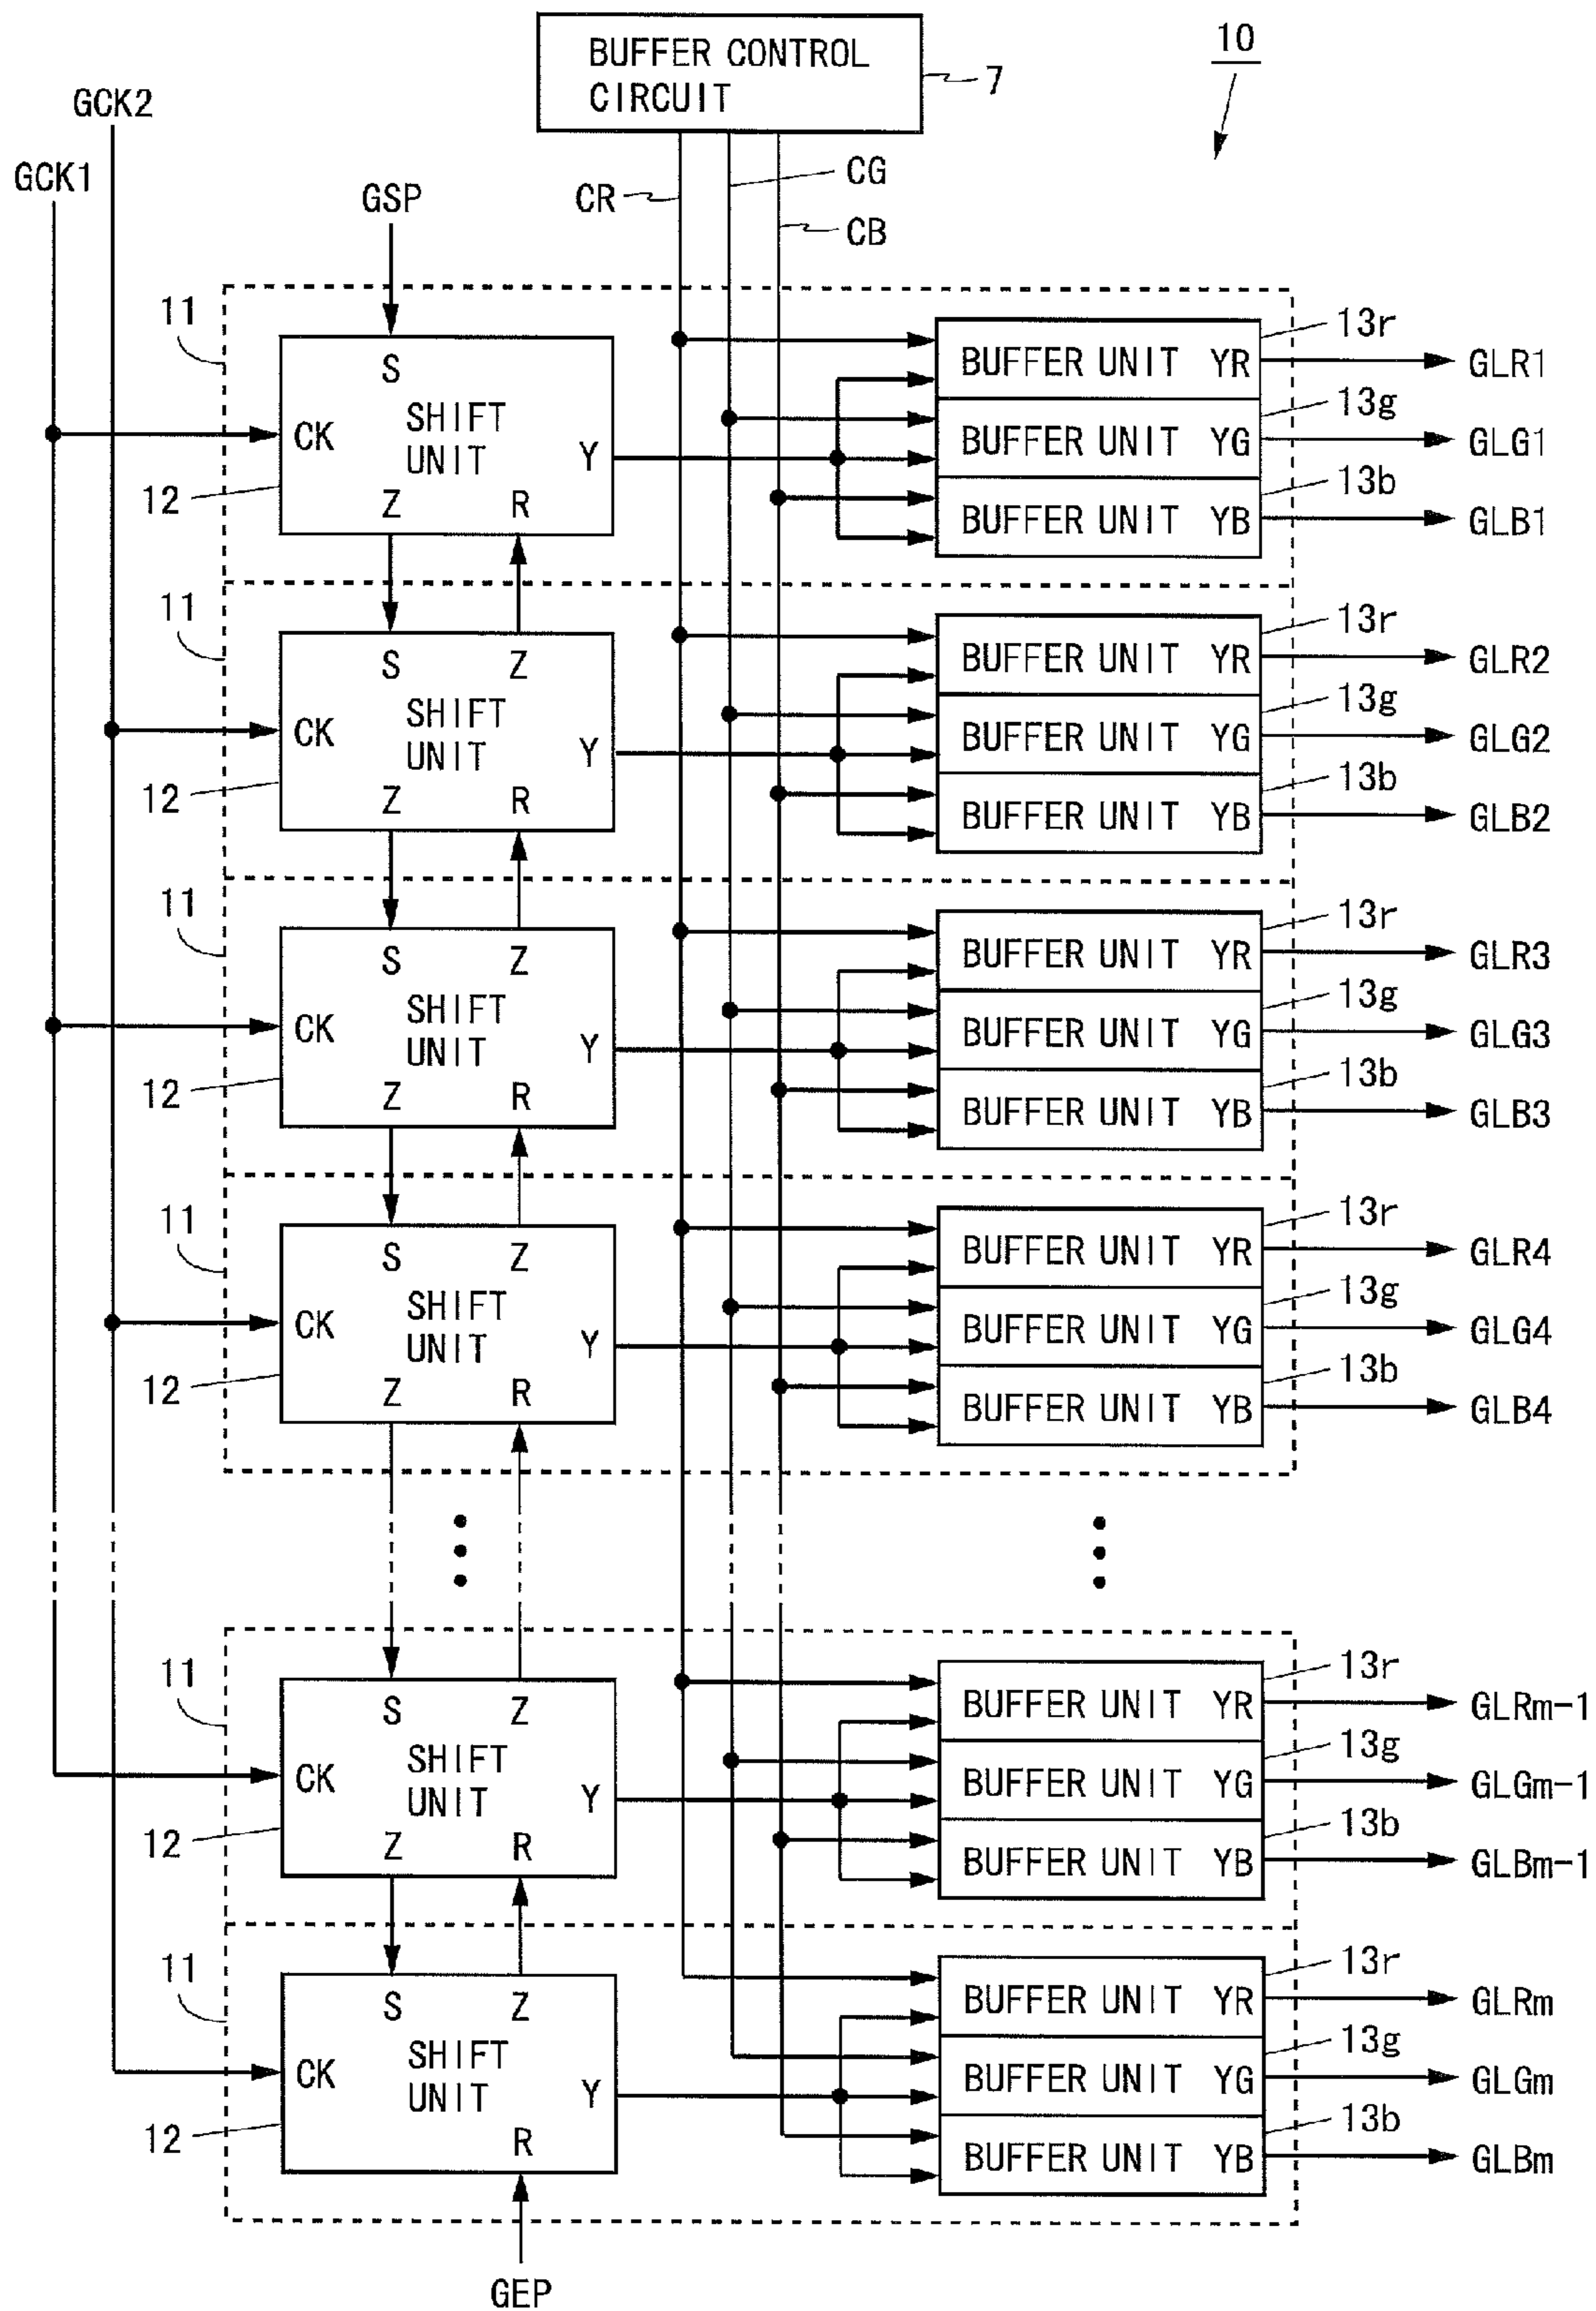 BUFFER CONTROL
CIRCUIT
7
10
GCK2
GCK1
GSP
CR
CG
CB
11
S
SHIFT
UNIT
CK
Y
12
Z
R
BUFFER UNIT YR
13r
GLR1
BUFFER UNIT YG
13g
GLG1
BUFFER UNIT YB
13b
GLB1
11
S
Z
SHIFT
UNIT
CK
Y
12
Z
R
BUFFER UNIT YR
13r
GLR2
BUFFER UNIT YG
13g
GLG2
BUFFER UNIT YB
13b
GLB2
11
S
Z
SHIFT
UNIT
CK
Y
12
Z
R
BUFFER UNIT YR
13r
GLR3
BUFFER UNIT YG
13g
GLG3
BUFFER UNIT YB
13b
GLB3
11
S
Z
SHIFT
UNIT
CK
Y
12
Z
R
BUFFER UNIT YR
13r
GLR4
BUFFER UNIT YG
13g
GLG4
BUFFER UNIT YB
13b
GLB4
11
S
Z
SHIFT
UNIT
CK
Y
12
Z
R
BUFFER UNIT YR
13r
GLRm-1
BUFFER UNIT YG
13g
GLGm-1
BUFFER UNIT YB
13b
GLBm-1
11
S
Z
SHIFT
UNIT
CK
Y
12
R
BUFFER UNIT YR
13r
GLRm
BUFFER UNIT YG
13g
GLGm
BUFFER UNIT YB
13b
GLBm
GEP